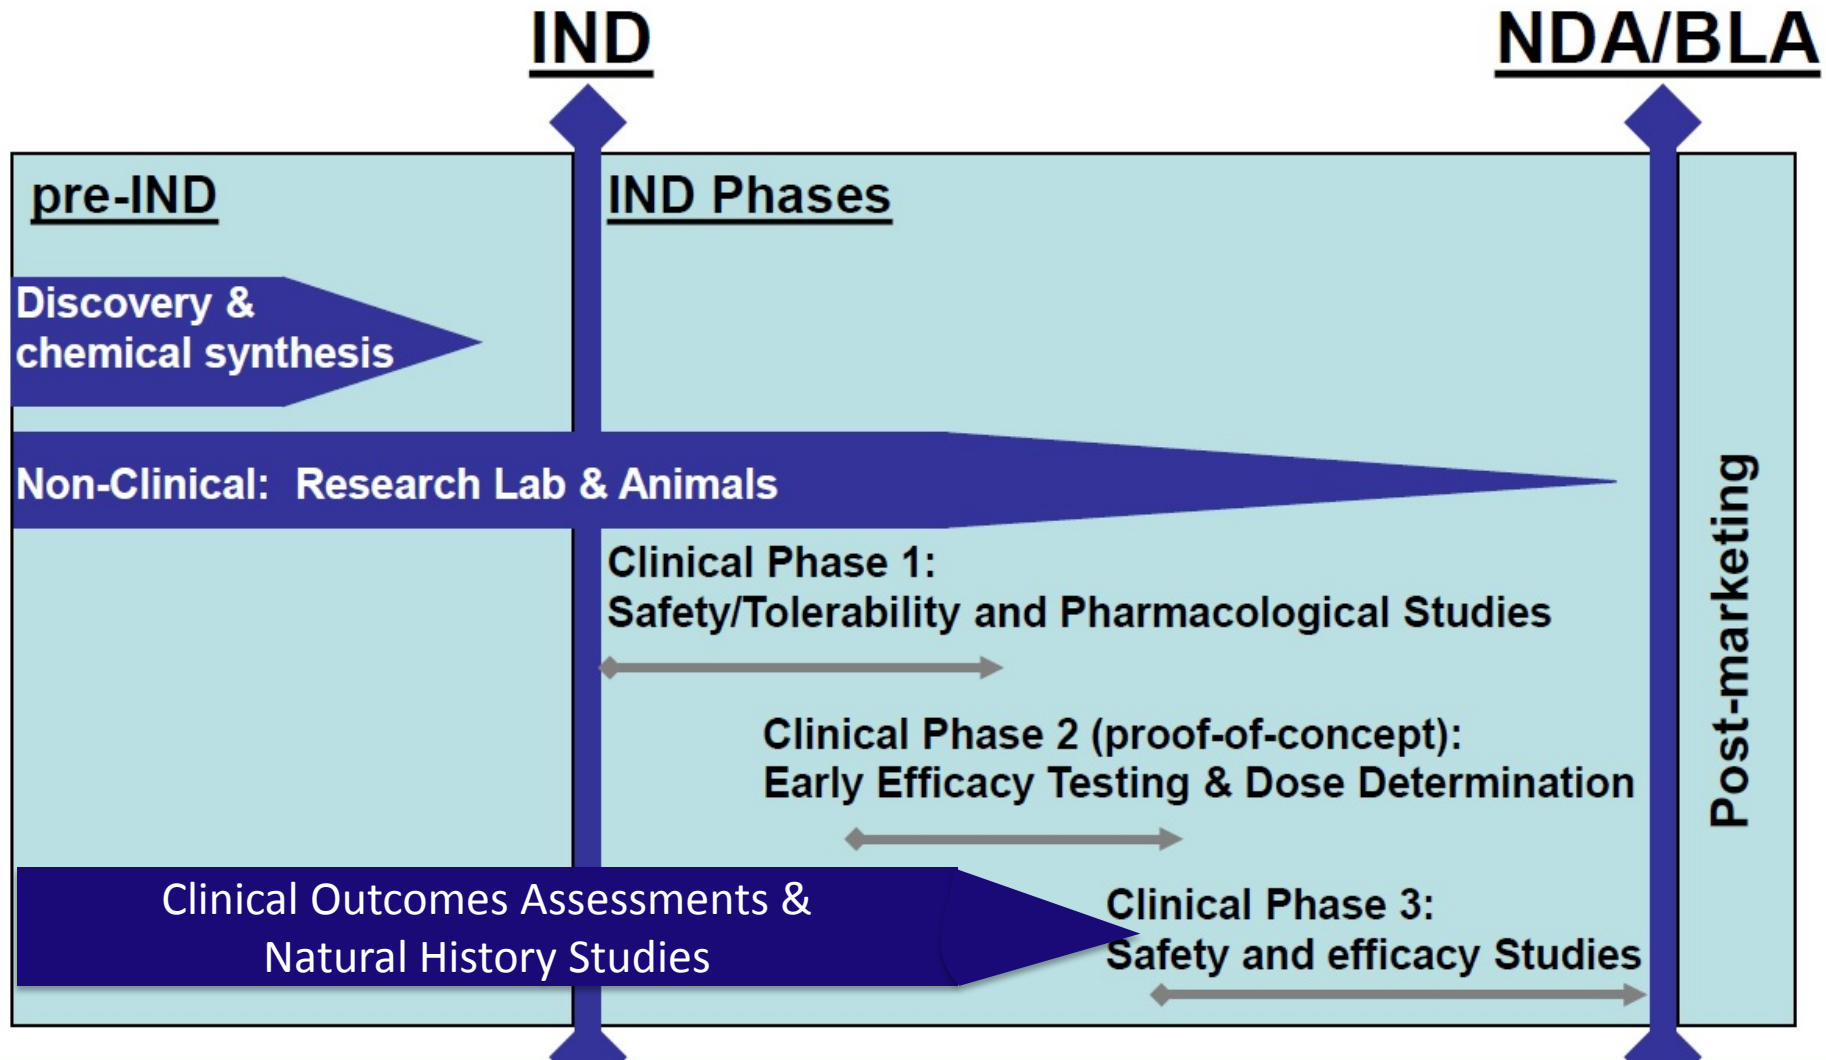 IND
NDA/BLA
pre-IND
IND Phases
Discovery &
chemical synthesis
Non-Clinical:  Research Lab & Animals
Clinical Phase 1:
Safety/Tolerability and Pharmacological Studies
Clinical Phase 2 (proof-of-concept):
Early Efficacy Testing & Dose Determination
Clinical Outcomes Assessments &
Natural History Studies
Clinical Phase 3:
Safety and efficacy Studies
Post-marketing